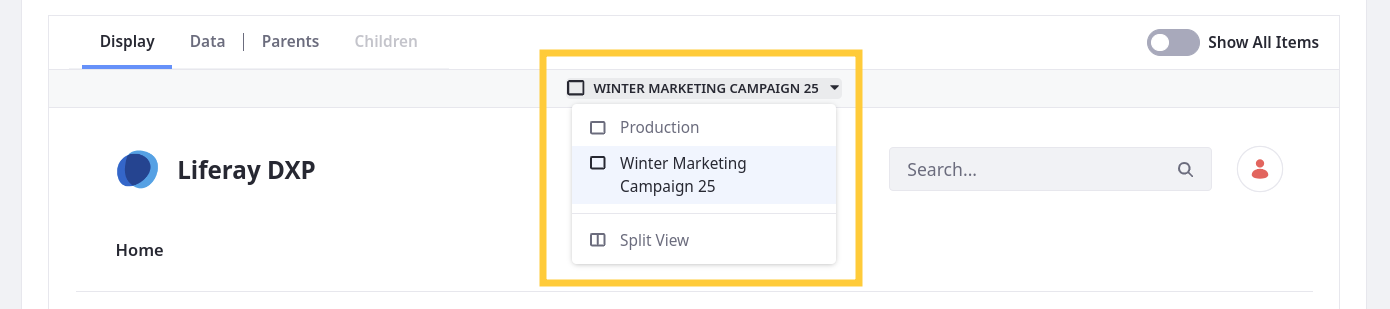 Display Data Parents Children Show All Items
WINTER MARKETING CAMPAIGN 25
Production
Winter Marketing
Campaign 25
Split View
Liferay DXP
Search...
Home